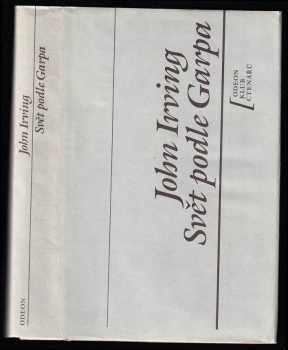 John Irving
Svět podle Garpa
ODEON
KLUB
ČTENÁŘŮ
John Irving
Svět podle Garpa
ODEON